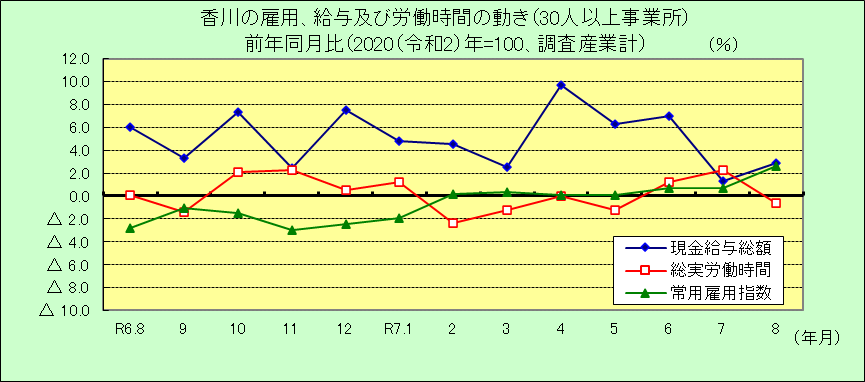 香川の雇用、給与及び労働時間の動き(30人以上事業所)
前年同月比(2020(令和2)年=100、調査産業計)
(%)
12.0
10.0
8.0
6.0
4.0
2.0
0.0
△ 2.0
△ 4.0
△ 6.0
△ 8.0
△ 10.0
現金給与総額
総実労働時間
常用雇用指数
R6.8 9 10 11 12 R7.1 2 3 4 5 6 7 8
(年月)